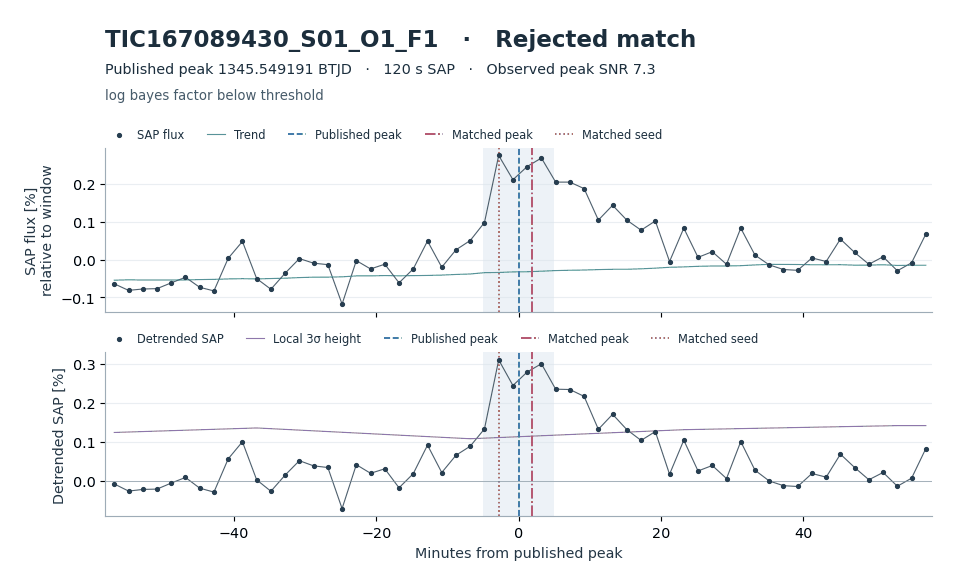 TIC167089430_S01_O1_F1 · Rejected match
Published peak 1345.549191 BTJD · 120 s SAP · Observed peak SNR 7.3
log bayes factor below threshold
SAP flux Trend Published peak Matched peak Matched seed
SAP flux [%]
relative to window
0.2
0.1
0.0
−0.1
Detrended SAP Local 3σ height Published peak Matched peak Matched seed
Detrended SAP [%]
0.3
0.2
0.1
0.0
−40 −20 0 20 40
Minutes from published peak